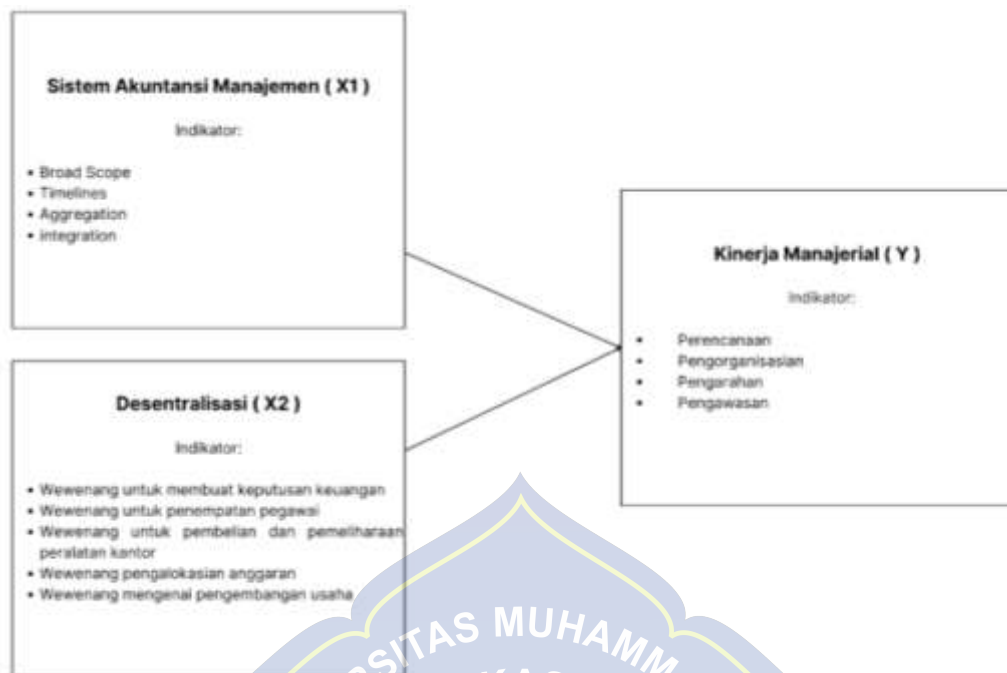 Sistem Akuntansi Manajemen ( X1 )
Indikator:
• Broad Scope
• Timelines
• Aggregation
• integration
Kinerja Manajerial ( Y )
Indikator:
• Perencanaan
• Pengorganisasian
• Pengarahan
• Pengawasan
Desentralisasi ( X2 )
Indikator:
• Wewenang untuk membuat keputusan keuangan
• Wewenang untuk penempatan pegawai
• Wewenang untuk pembelian dan pemeliharaan
peralatan kantor
• Wewenang pengalokasian anggaran
• Wewenang mengenai pengembangan usaha
SITAS MUHAMM